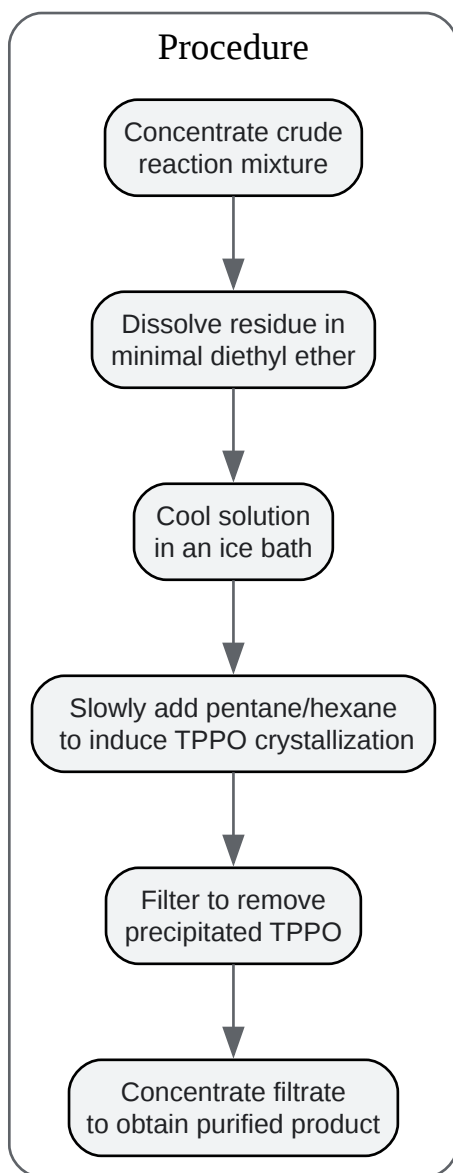 Procedure
Concentrate crude
reaction mixture
Dissolve residue in
minimal diethyl ether
Cool solution
in an ice bath
Slowly add pentane/hexane
to induce TPPO crystallization
Filter to remove
precipitated TPPO
Concentrate filtrate
to obtain purified product